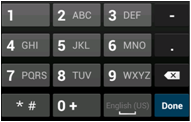 1 2 ABC 3 DEF -
4 GHI 5 JKL 6 MNO .
7 PQRS 8 TUV 9 WXYZ
* # 0 + English (US) Done